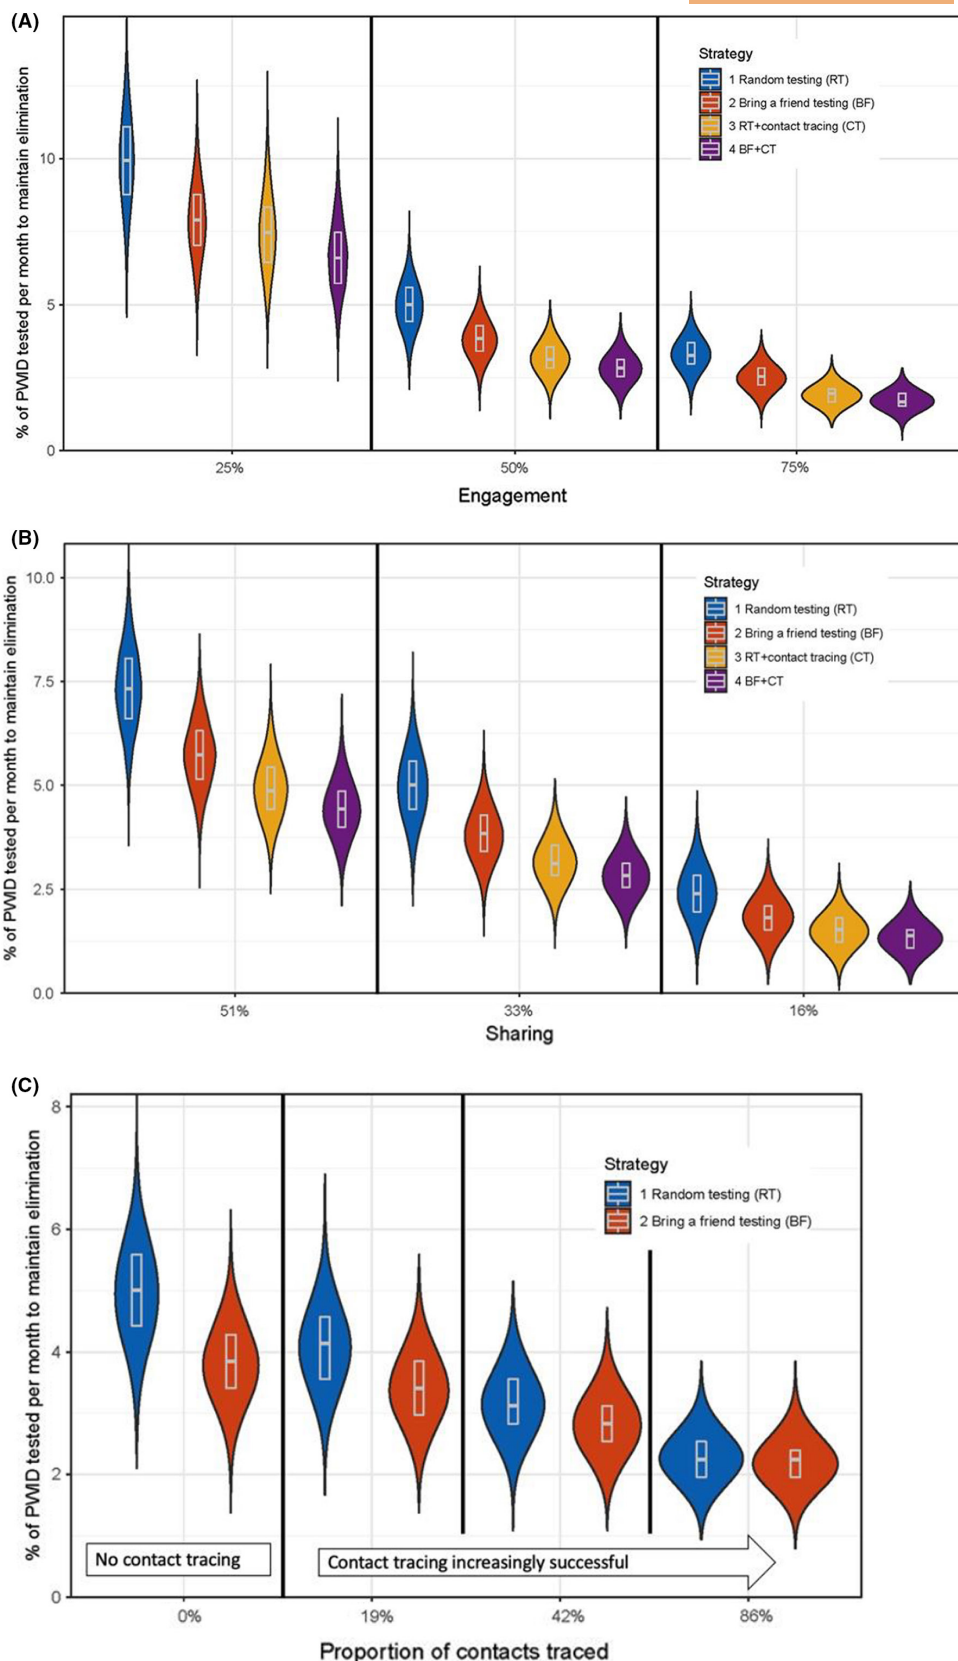 (A)
% of PWID tested per month to maintain elimination
10
5
0
Strategy
1 Random testing (RT)
2 Bring a friend testing (BF)
3 RT+contact tracing (CT)
4 BF+CT
25%
50%
75%
Engagement
(B)
% of PWID tested per month to maintain elimination
10.0
7.5
5.0
2.5
0.0
Strategy
1 Random testing (RT)
2 Bring a friend testing (BF)
3 RT+contact tracing (CT)
4 BF+CT
51%
33%
16%
Sharing
(C)
% of PWID tested per month to maintain elimination
8
6
4
2
0
Strategy
1 Random testing (RT)
2 Bring a friend testing (BF)
No contact tracing
Contact tracing increasingly successful
0%
19%
42%
86%
Proportion of contacts traced